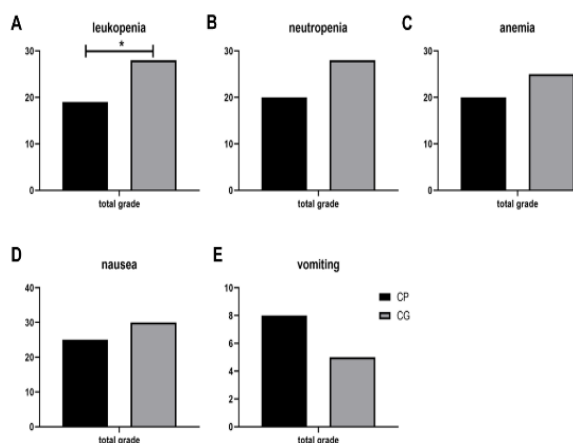 A leukopenia
30
20
10
0
*
total grade
B neutropenia
30
20
10
0
total grade
C anemia
30
20
10
0
total grade
D nausea
40
30
20
10
0
total grade
E vomiting
10
8
6
4
2
0
total grade
CP
CG